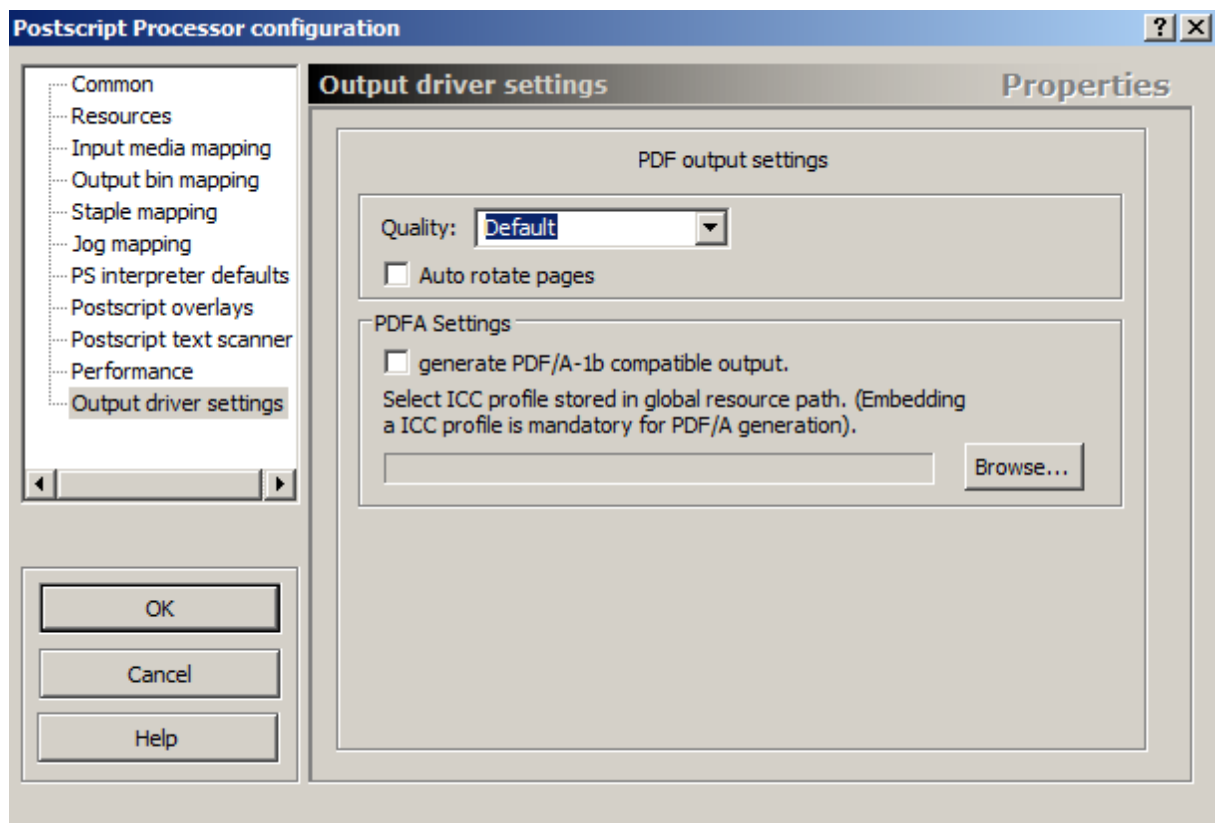 Postscript Processor configuration
Common
Resources
Input media mapping
Output bin mapping
Staple mapping
Jog mapping
PS interpreter defaults
Postscript overlays
Postscript text scanner
Performance
Output driver settings
OK
Cancel
Help
Output driver settings Properties
PDF output settings
Quality: Default
Auto rotate pages
PDFA Settings
generate PDF/A-1b compatible output.
Select ICC profile stored in global resource path. (Embedding
a ICC profile is mandatory for PDF/A generation).
Browse...